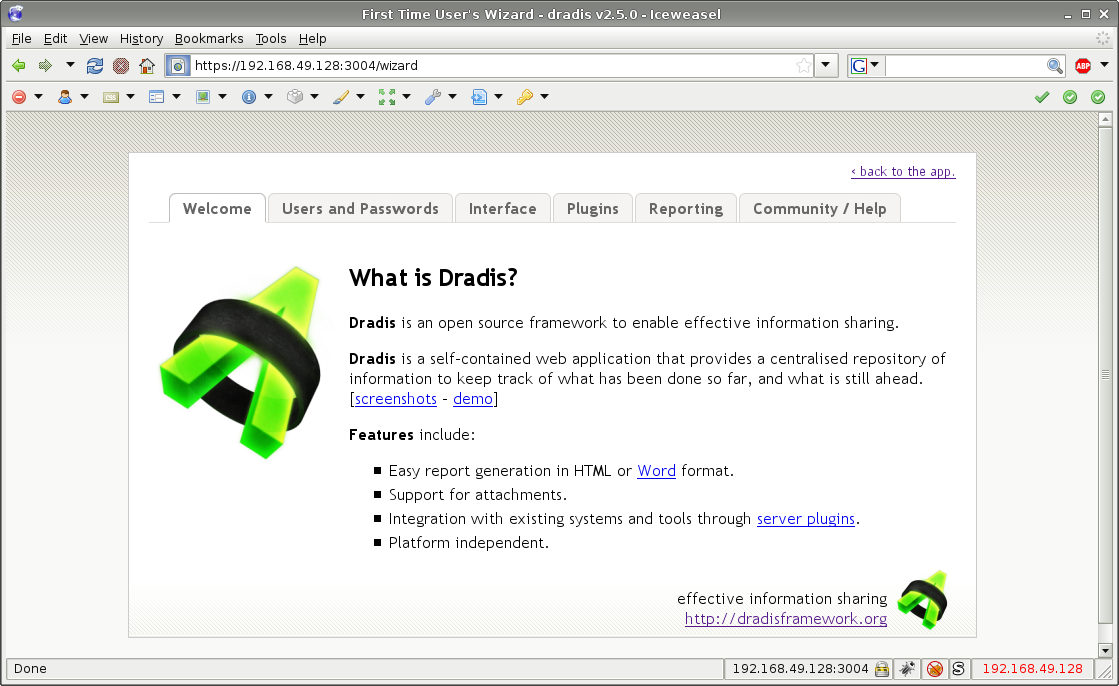 First Time User's Wizard - dradis v2.5.0 - Iceweasel
File Edit View History Bookmarks Tools Help
https://192.168.49.128:3004/wizard
G
ABP
‹ back to the app.
Welcome Users and Passwords Interface Plugins Reporting Community / Help
What is Dradis?
Dradis is an open source framework to enable effective information sharing.
Dradis is a self-contained web application that provides a centralised repository of
information to keep track of what has been done so far, and what is still ahead.
[screenshots - demo]
Features include:
Easy report generation in HTML or Word format.
Support for attachments.
Integration with existing systems and tools through server plugins.
Platform independent.
effective information sharing
http://dradisframework.org
Done 192.168.49.128:3004 S 192.168.49.128